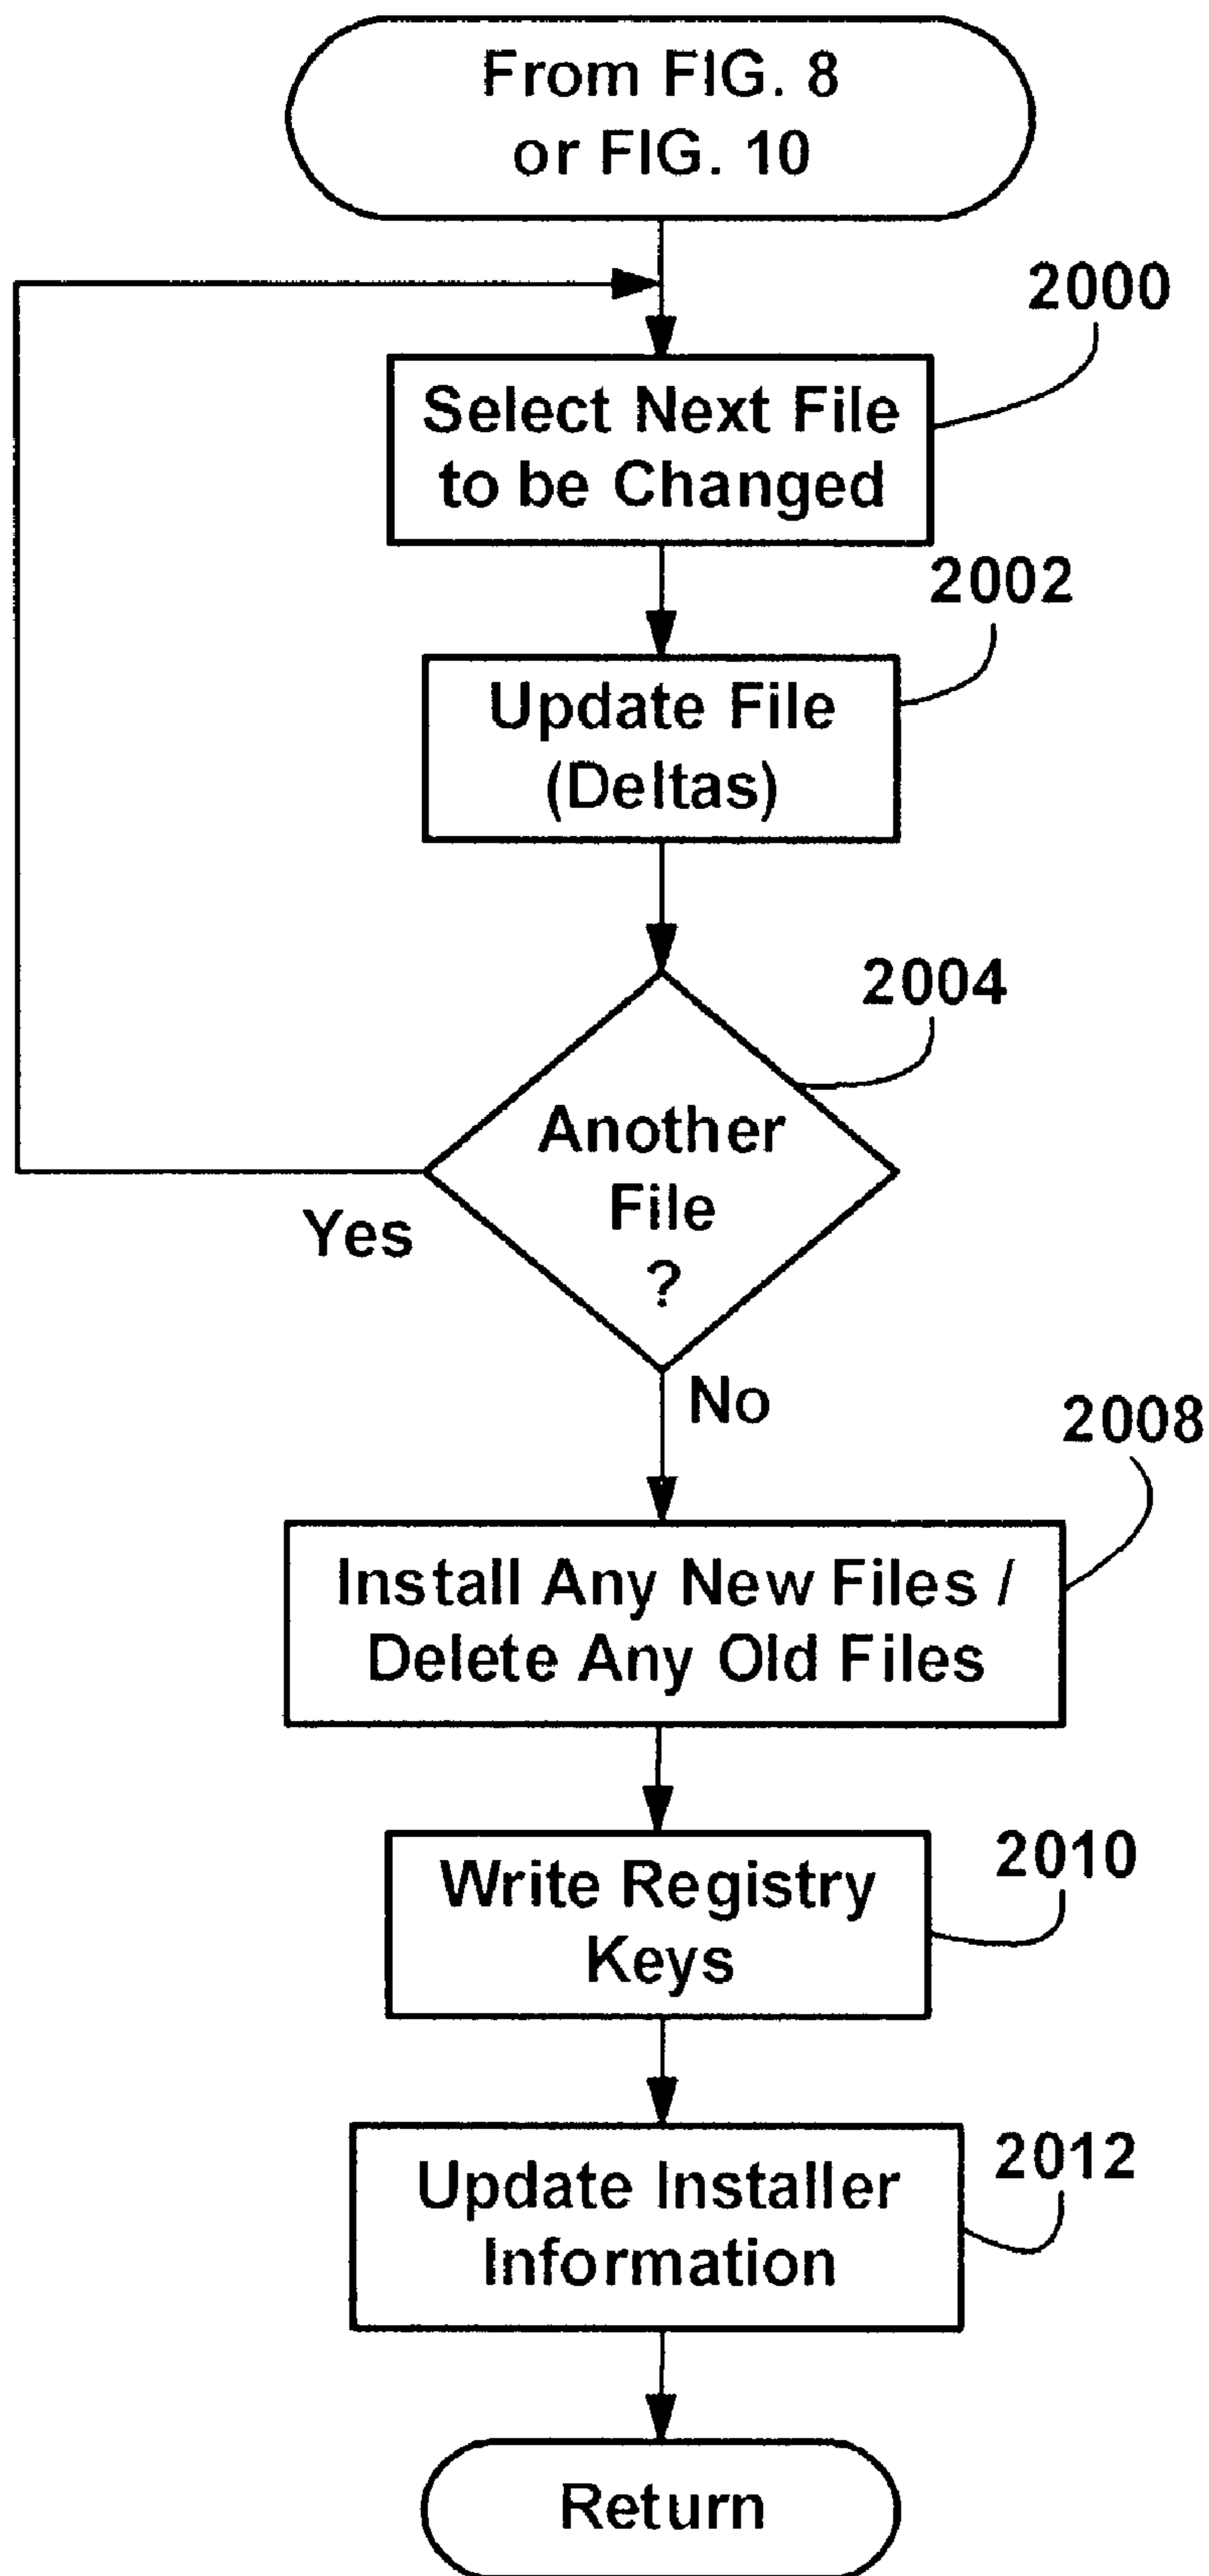 From FIG. 8
or FIG. 10
2000
Select Next File
to be Changed
2002
Update File
(Deltas)
2004
Another
File
?
Yes
No
2008
Install Any New Files /
Delete Any Old Files
2010
Write Registry
Keys
2012
Update Installer
Information
Return